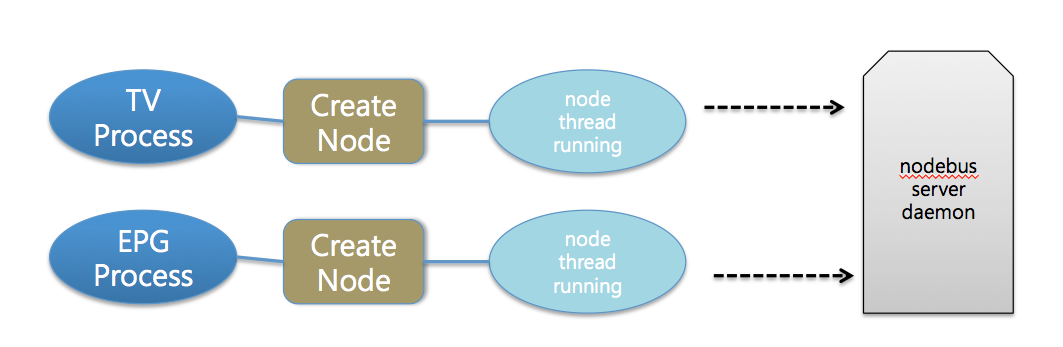 TV
Process
Create
Node
node
thread
running
nodebus
server
daemon
EPG
Process
Create
Node
node
thread
running